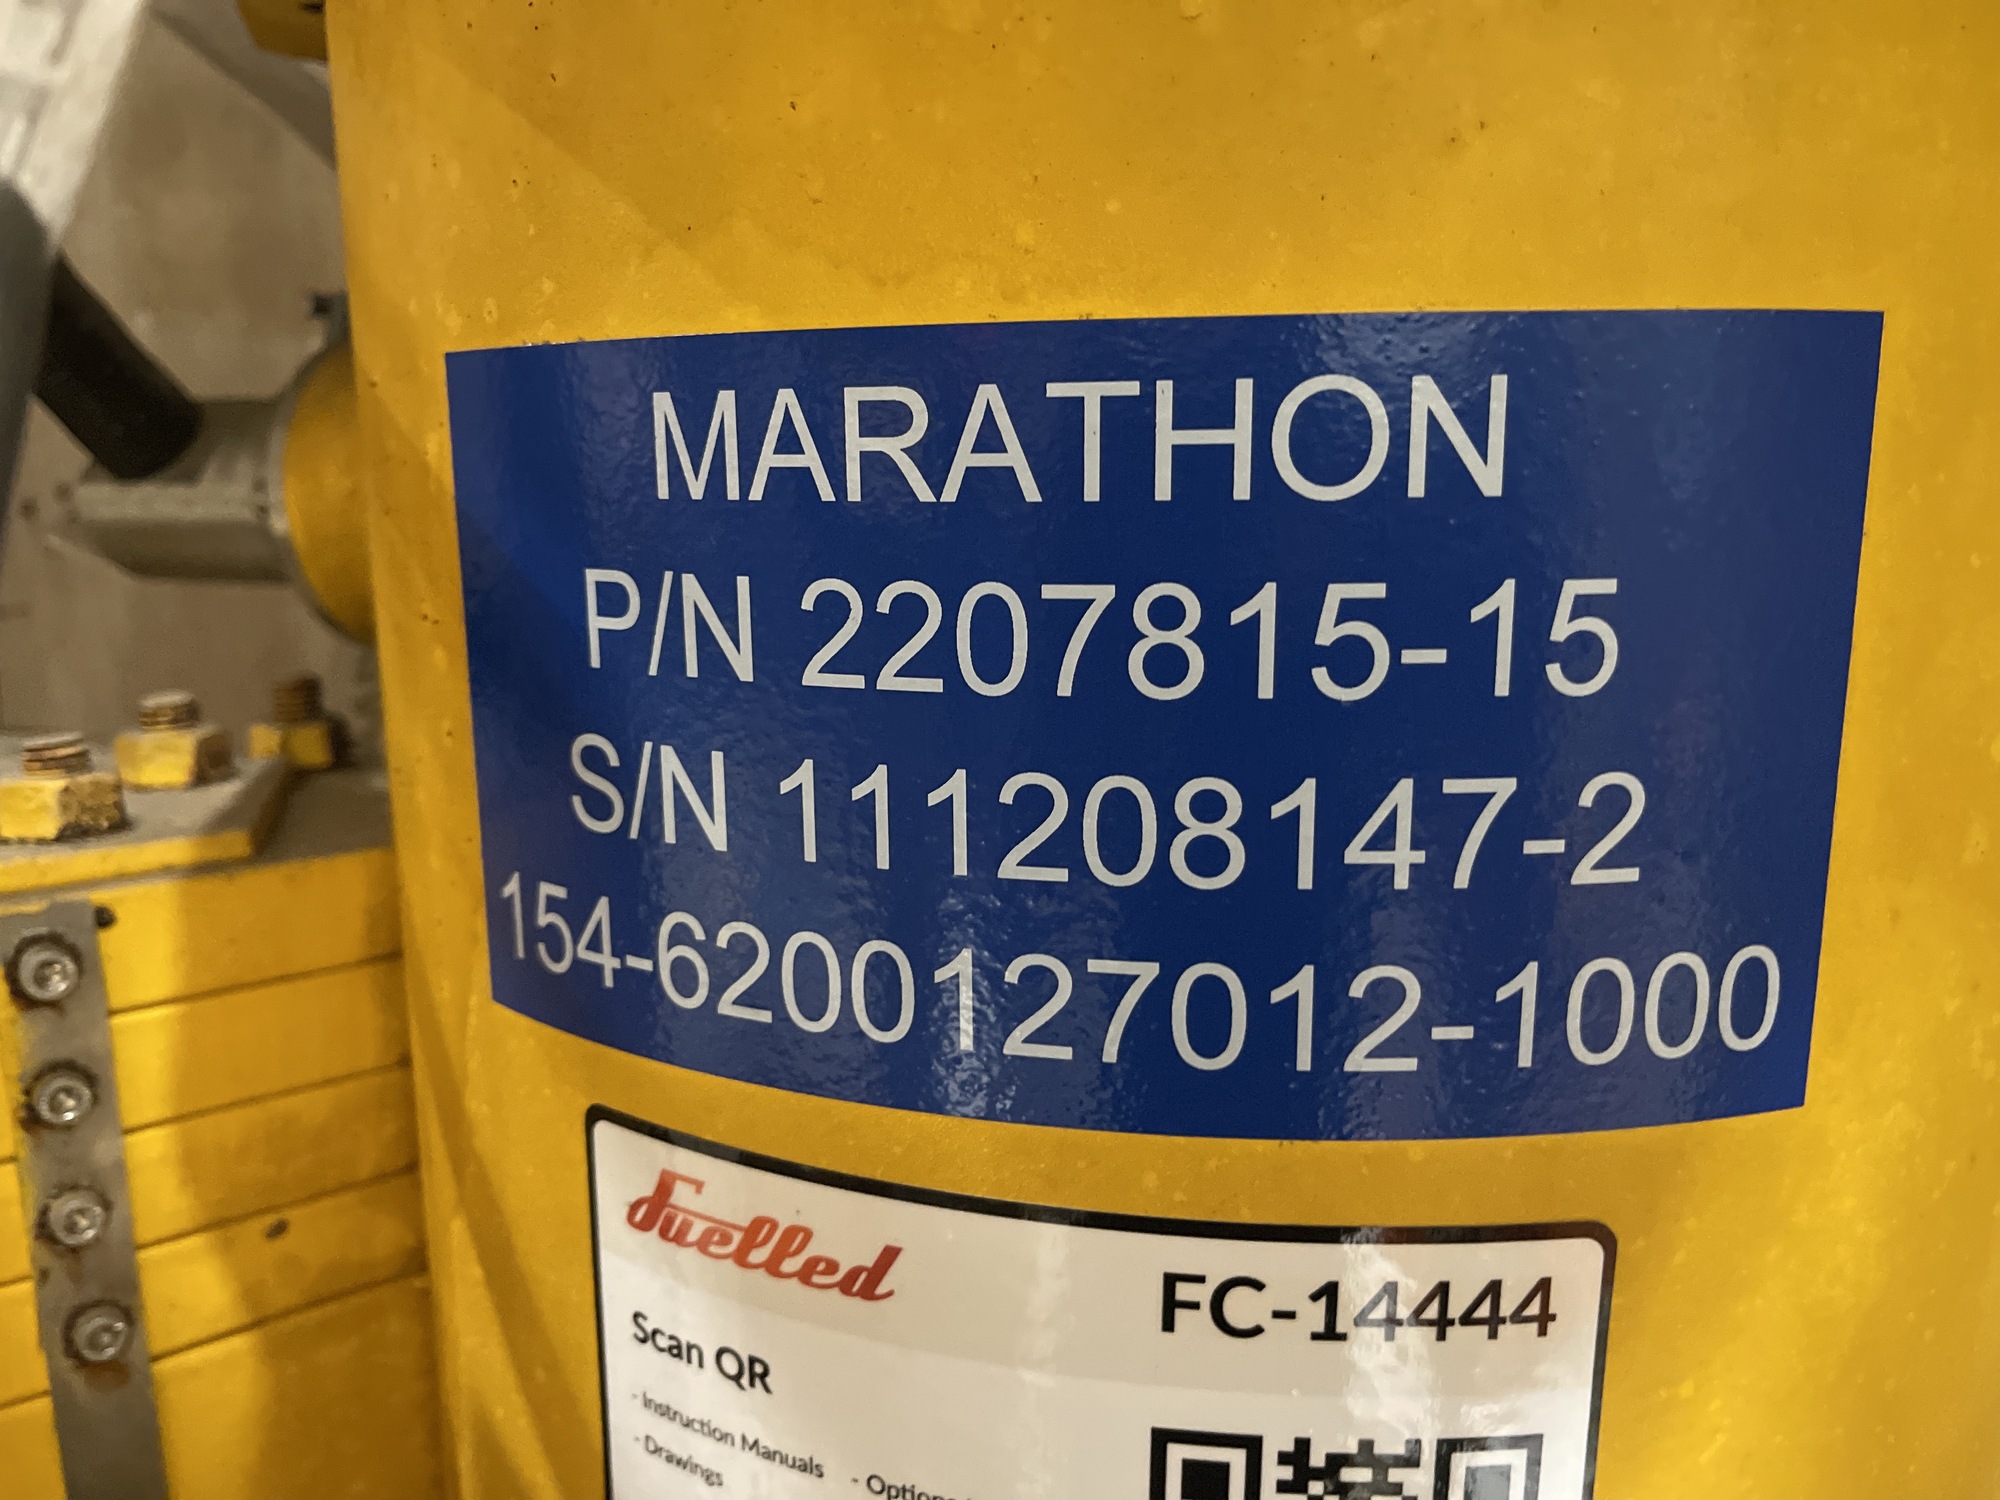 MARATHON
P/N 2207815-15
S/N 111208147-2
154-6200127012-1000
Fuelled
FC-14444
Scan QR
- Instruction Manuals
- Drawings